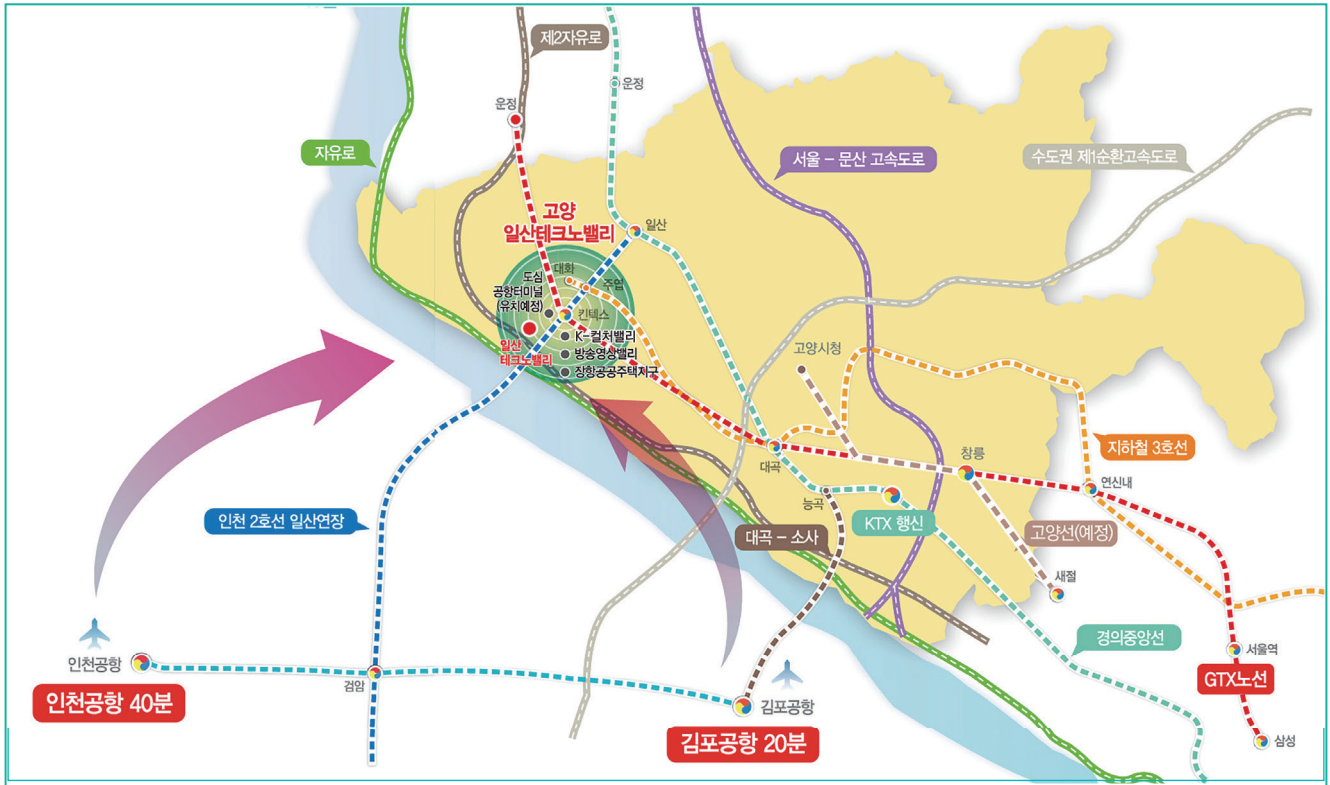 제2자유로
운정
운정
자유로
서울 – 문산 고속도로
수도권 제1순환고속도로
고양
일산테크노밸리
일산
대화
주엽
도심
공항터미널
(유치예정)
킨텍스
일산
테크노밸리
K-컬처밸리
방송영상밸리
장항공공주택지구
고양시청
대곡
창릉
지하철 3호선
연신내
능곡
KTX 행신
인천 2호선 일산연장
대곡 – 소사
고양선(예정)
새절
경의중앙선
인천공항
인천공항 40분
검암
김포공항
김포공항 20분
서울역
GTX노선
삼성